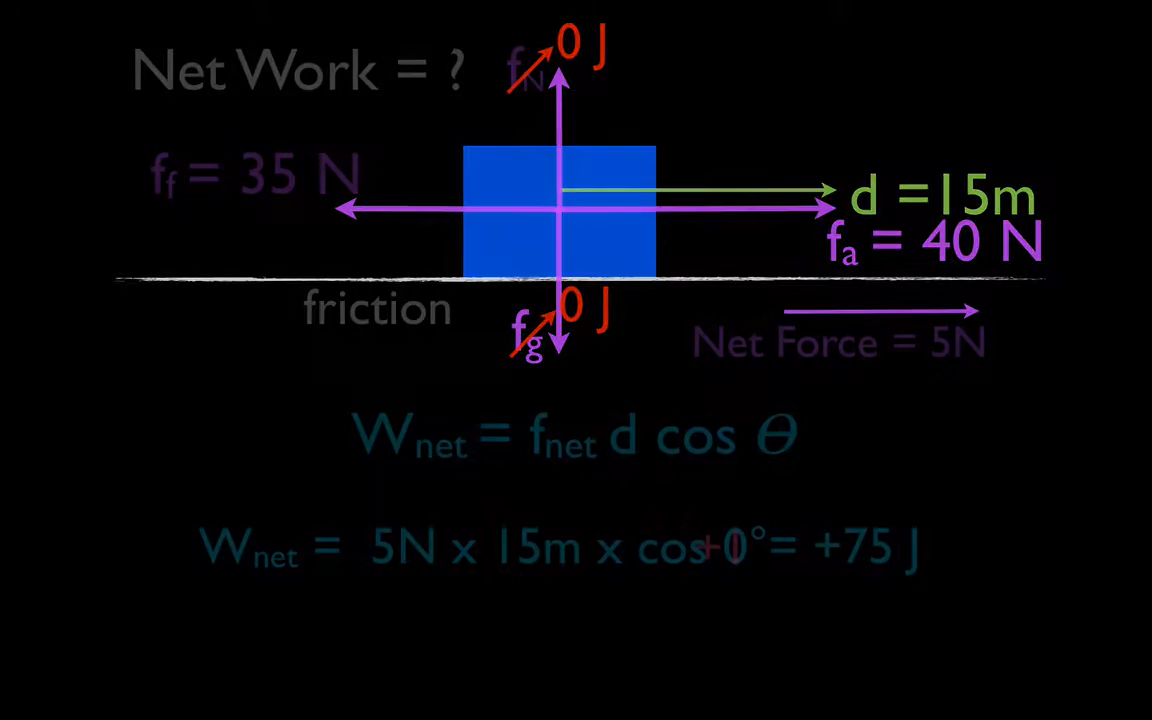 0 J
Net Work = ? fN
ff = 35 N
d =15m
fa = 40 N
friction
0 J
fg
Net Force = 5N
Wnet = fnet d cos θ
Wnet = 5N x 15m x cos 0°= +75 J